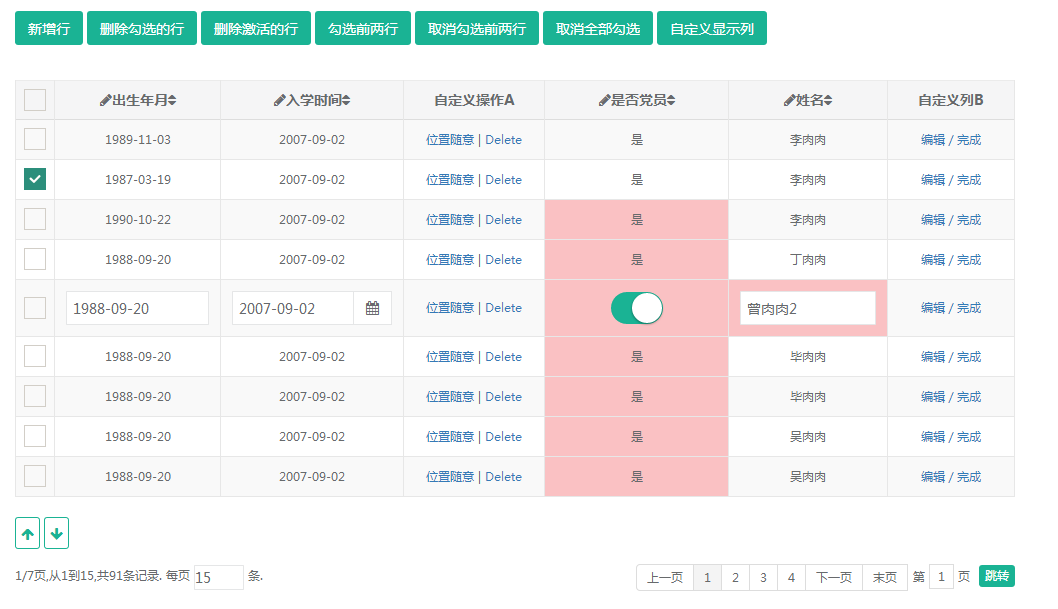 新增行 删除勾选的行 删除激活的行 勾选前两行 取消勾选前两行 取消全部勾选 自定义显示列
出生年月 入学时间 自定义操作A 是否党员 姓名 自定义列B
1989-11-03 2007-09-02 位置随意 | Delete 是 李肉肉 编辑 / 完成
1987-03-19 2007-09-02 位置随意 | Delete 是 李肉肉 编辑 / 完成
1990-10-22 2007-09-02 位置随意 | Delete 是 李肉肉 编辑 / 完成
1988-09-20 2007-09-02 位置随意 | Delete 是 丁肉肉 编辑 / 完成
1988-09-20 2007-09-02 位置随意 | Delete 曾肉肉2 编辑 / 完成
1988-09-20 2007-09-02 位置随意 | Delete 是 毕肉肉 编辑 / 完成
1988-09-20 2007-09-02 位置随意 | Delete 是 毕肉肉 编辑 / 完成
1988-09-20 2007-09-02 位置随意 | Delete 是 吴肉肉 编辑 / 完成
1988-09-20 2007-09-02 位置随意 | Delete 是 吴肉肉 编辑 / 完成
1/7页,从1到15,共91条记录. 每页 15 条. 上一页 1 2 3 4 下一页 末页 第 1 页 跳转